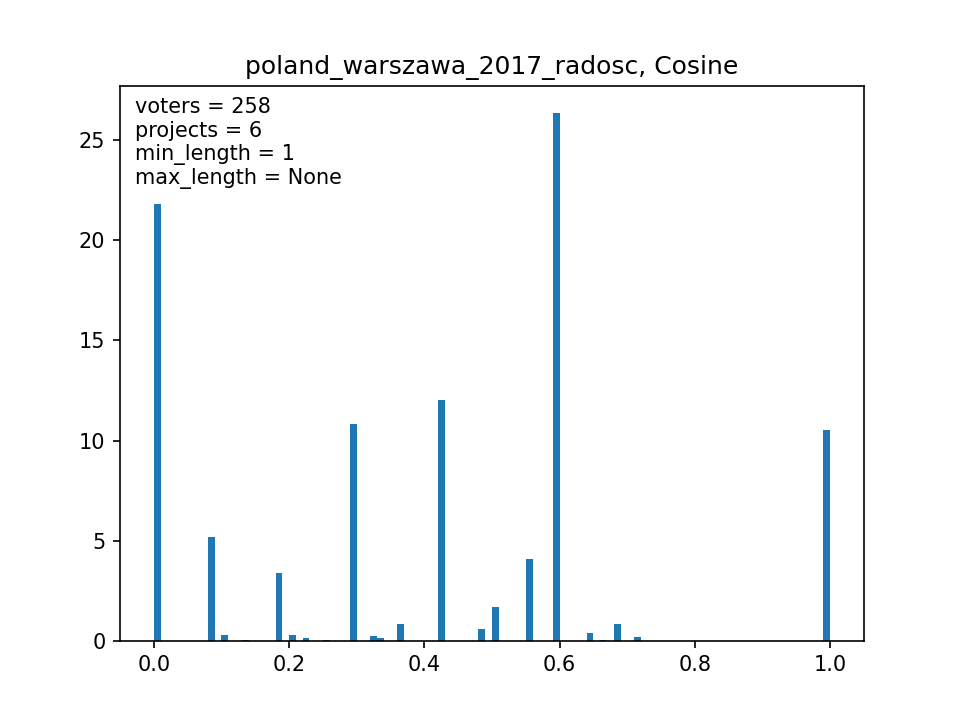 poland_warszawa_2017_radosc, Cosine
voters = 258
projects = 6
min_length = 1
max_length = None
25
20
15
10
5
0
0.0 0.2 0.4 0.6 0.8 1.0